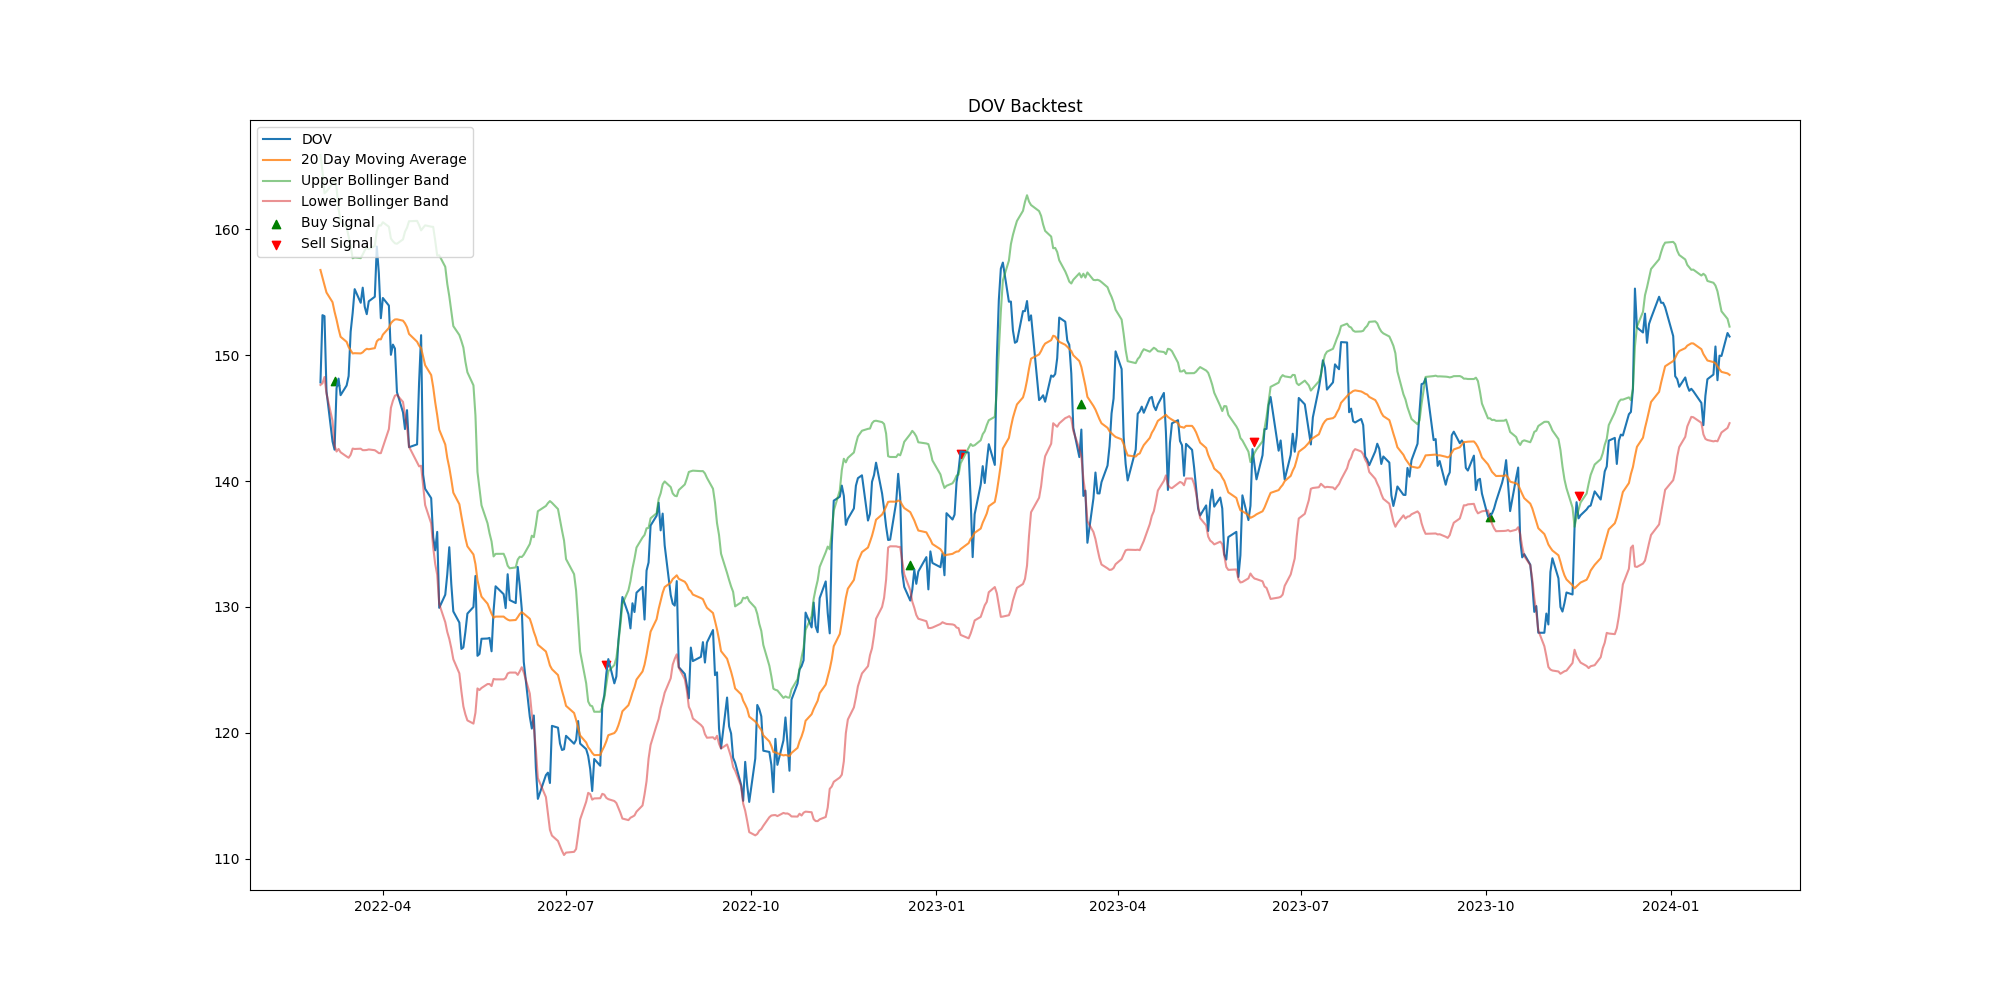 DOV Backtest
DOV
20 Day Moving Average
Upper Bollinger Band
Lower Bollinger Band
Buy Signal
Sell Signal
160
150
140
130
120
110
2022-04 2022-07 2022-10 2023-01 2023-04 2023-07 2023-10 2024-01